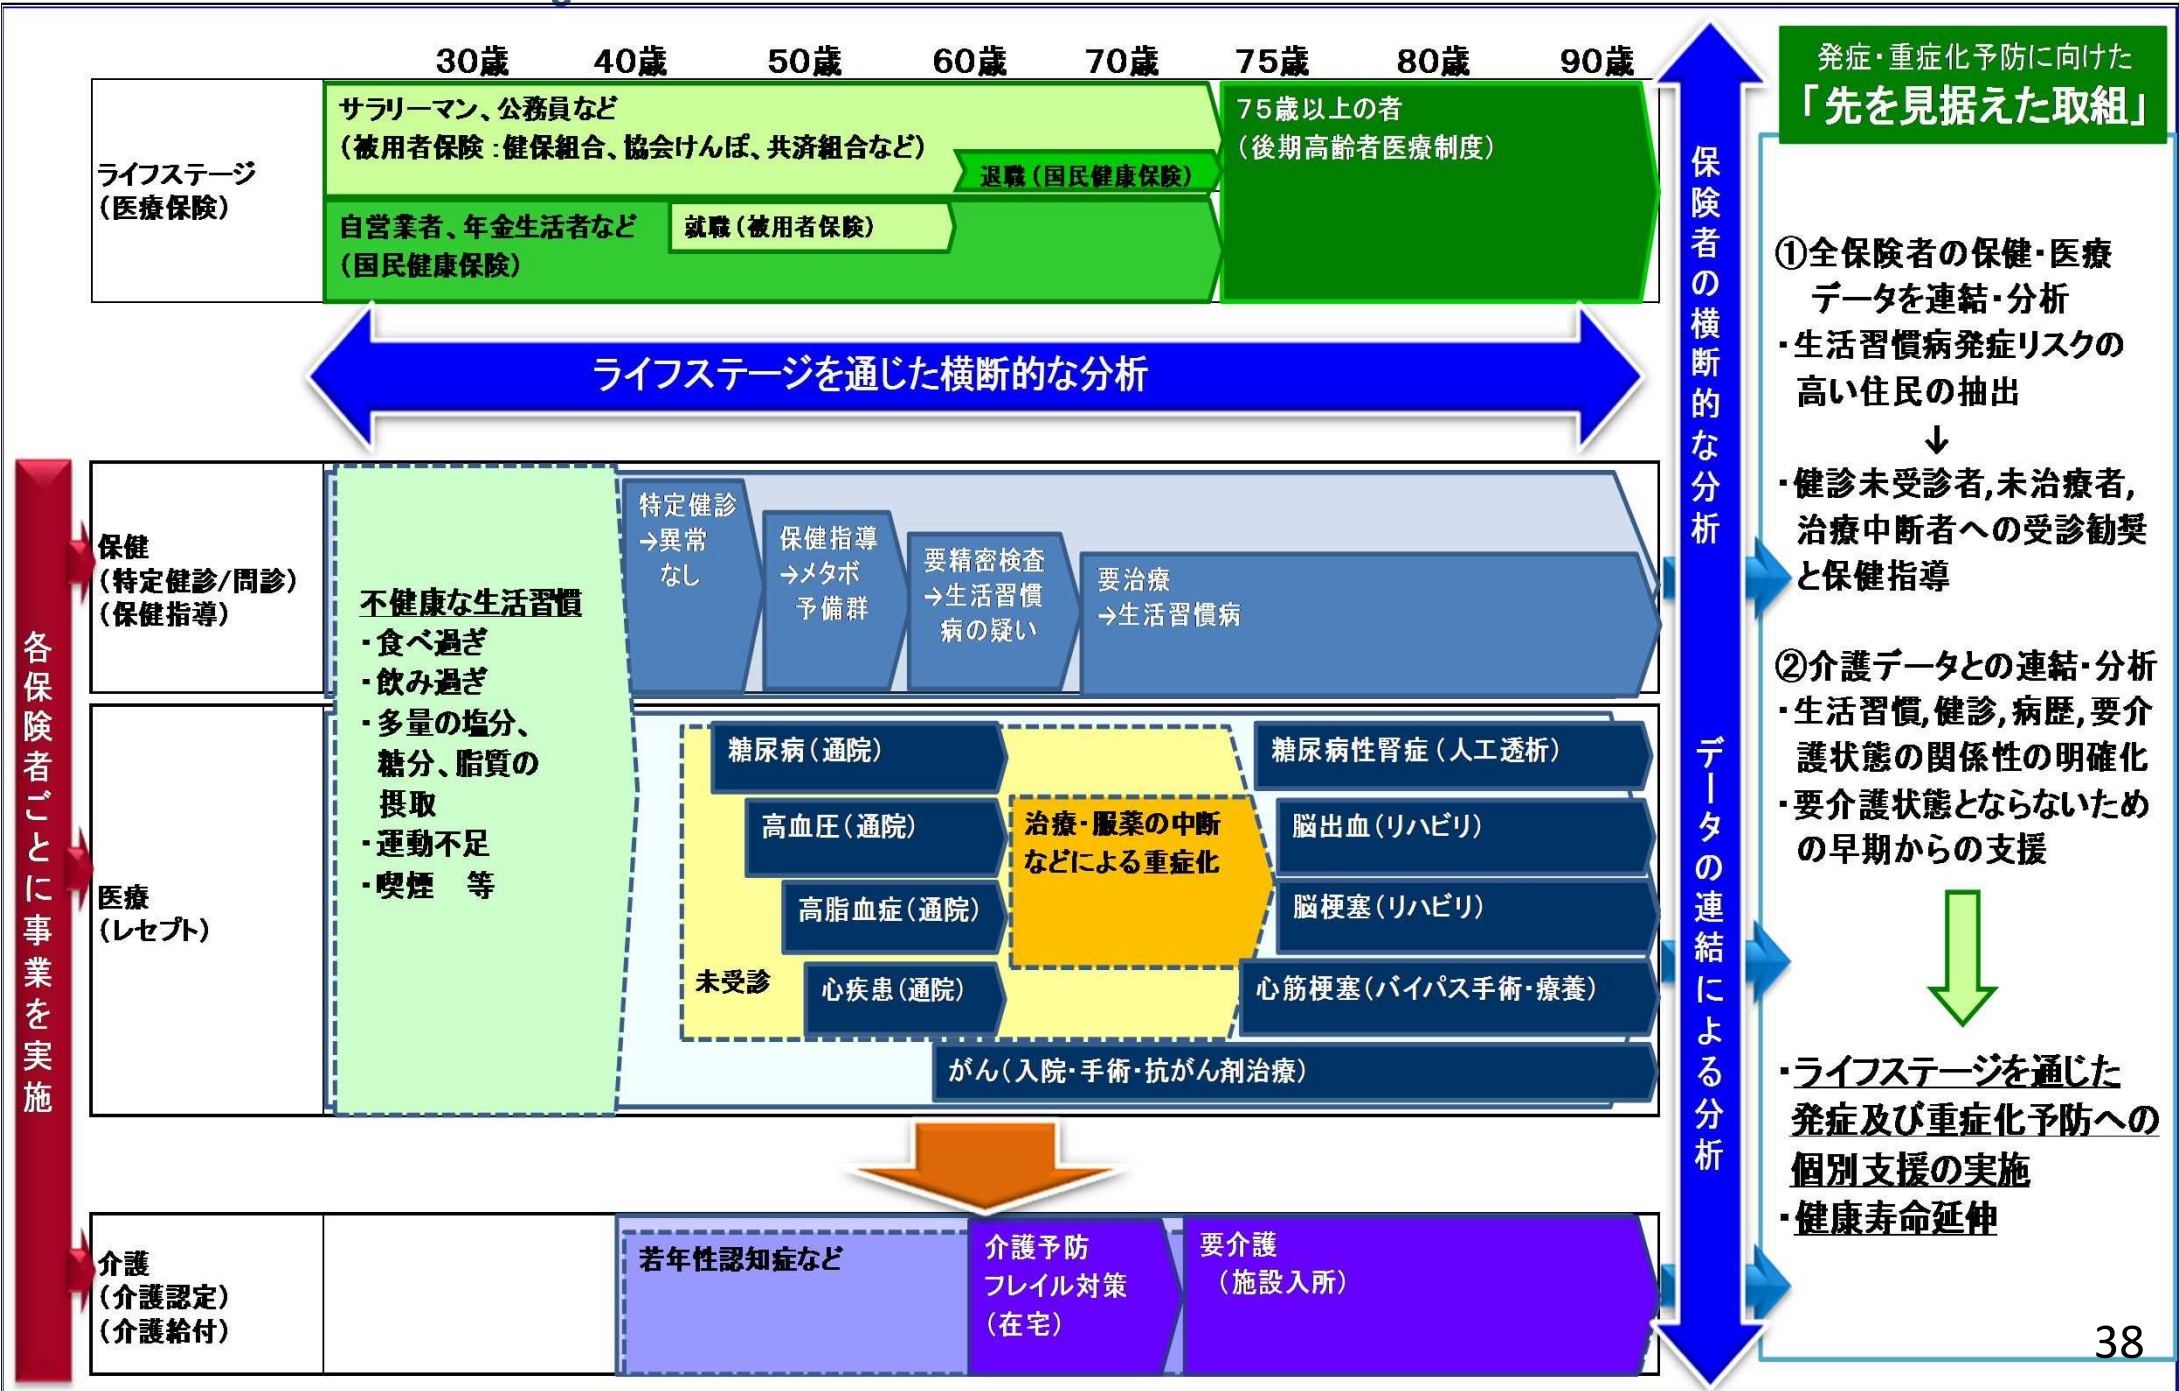 30歳 40歳 50歳 60歳 70歳 75歳 80歳 90歳
ライフステージ
(医療保険)
サラリーマン、公務員など
(被用者保険:健保組合、協会けんぽ、共済組合など)
退職(国民健康保険)
自営業者、年金生活者など
(国民健康保険)
就職(被用者保険)
75歳以上の者
(後期高齢者医療制度)
ライフステージを通じた横断的な分析
各保険者ごとに事業を実施
保健
(特定健診/問診)
(保健指導)
不健康な生活習慣
・食べ過ぎ
・飲み過ぎ
・多量の塩分、
糖分、脂質の
摂取
・運動不足
・喫煙 等
特定健診
→異常
なし
保健指導
→メタボ
予備群
要精密検査
→生活習慣
病の疑い
要治療
→生活習慣病
医療
(レセプト)
未受診
糖尿病(通院)
高血圧(通院)
高脂血症(通院)
心疾患(通院)
治療・服薬の中断
などによる重症化
糖尿病性腎症(人工透析)
脳出血(リハビリ)
脳梗塞(リハビリ)
心筋梗塞(バイパス手術・療養)
がん(入院・手術・抗がん剤治療)
介護
(介護認定)
(介護給付)
若年性認知症など
介護予防
フレイル対策
(在宅)
要介護
(施設入所)
保険者の横断的な分析
データの連結による分析
発症・重症化予防に向けた
「先を見据えた取組」
①全保険者の保健・医療
データを連結・分析
・生活習慣病発症リスクの
高い住民の抽出
↓
・健診未受診者,未治療者,
治療中断者への受診勧奨
と保健指導
②介護データとの連結・分析
・生活習慣,健診,病歴,要介
護状態の関係性の明確化
・要介護状態とならないため
の早期からの支援
・ライフステージを通じた
発症及び重症化予防への
個別支援の実施
・健康寿命延伸
38